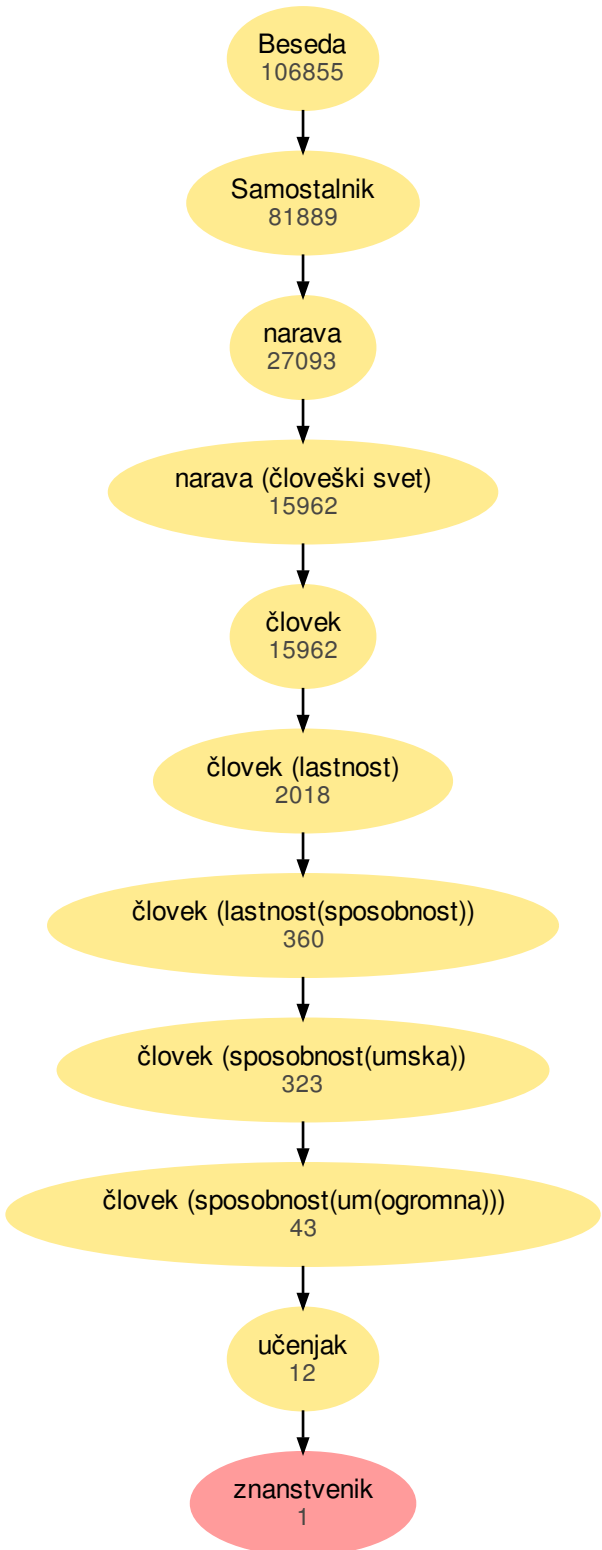 Beseda
106855
Samostalnik
81889
narava
27093
narava (človeški svet)
15962
človek
15962
človek (lastnost)
2018
človek (lastnost(sposobnost))
360
človek (sposobnost(umska))
323
človek (sposobnost(um(ogromna)))
43
učenjak
12
znanstvenik
1